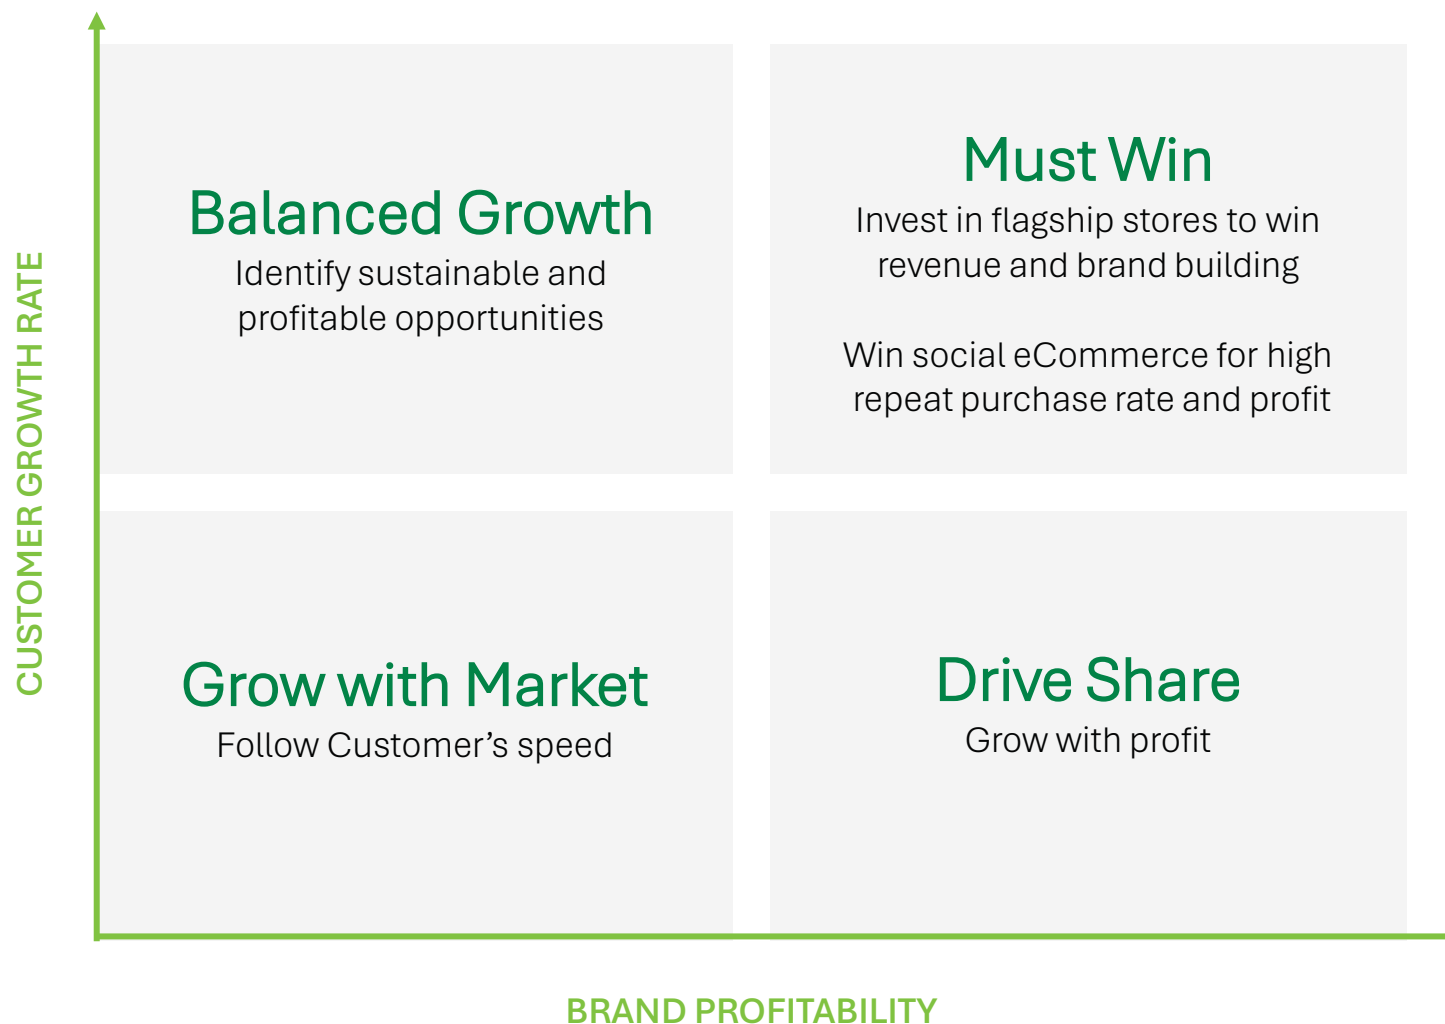 CUSTOMER GROWTH RATE
Balanced Growth
Identify sustainable and
profitable opportunities
Must Win
Invest in flagship stores to win
revenue and brand building
Win social eCommerce for high
repeat purchase rate and profit
Grow with Market
Follow Customer’s speed
Drive Share
Grow with profit
BRAND PROFITABILITY